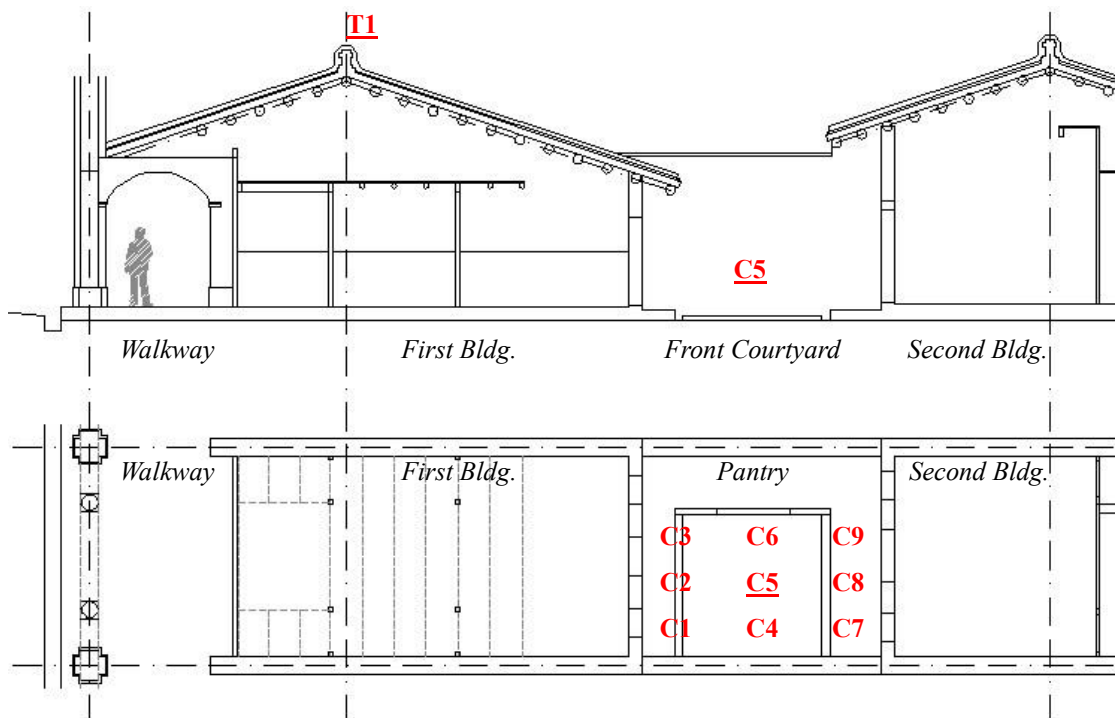 T1
C5
Walkway First Bldg. Front Courtyard Second Bldg.
Walkway First Bldg. Pantry Second Bldg.
C3 C6 C9
C2 C5 C8
C1 C4 C7